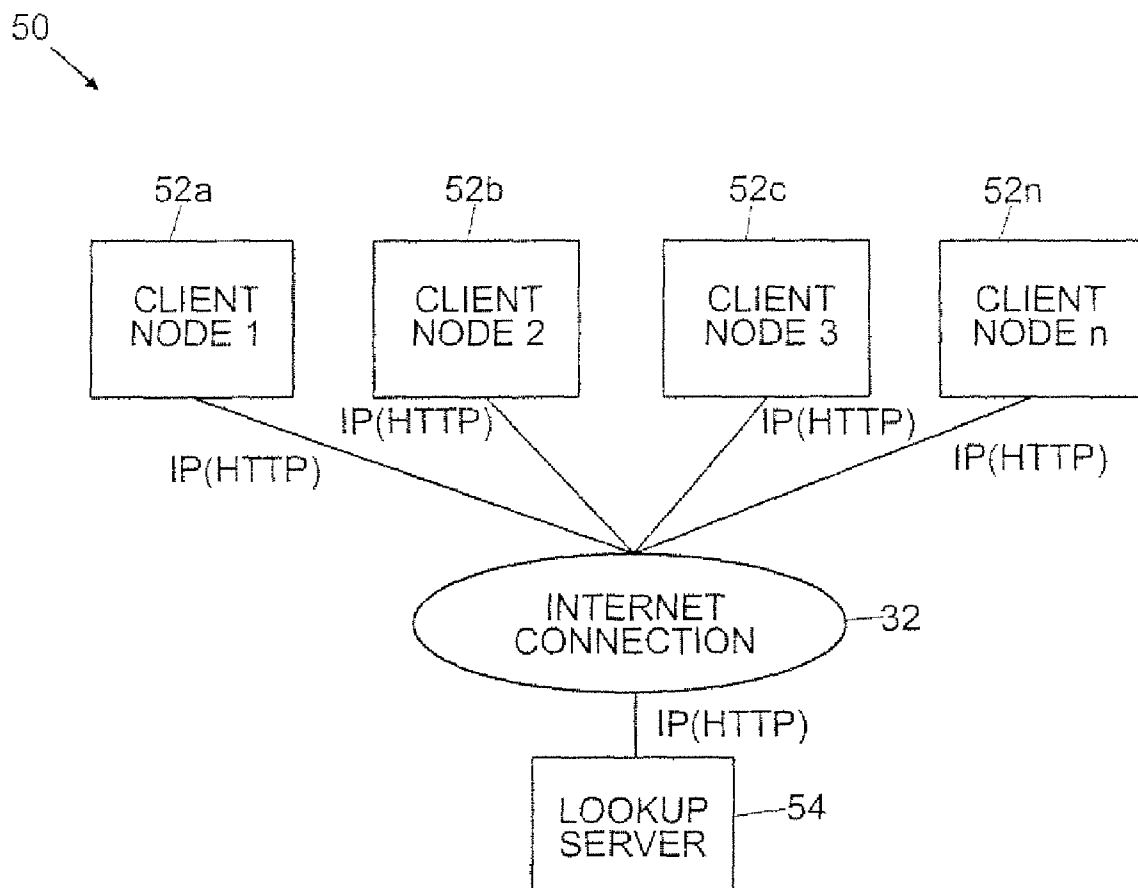 50
52a
52b
52c
52n
CLIENT
NODE 1
CLIENT
NODE 2
CLIENT
NODE 3
CLIENT
NODE n
IP(HTTP)
IP(HTTP)
IP(HTTP)
IP(HTTP)
INTERNET
CONNECTION
32
IP(HTTP)
LOOKUP
SERVER
54